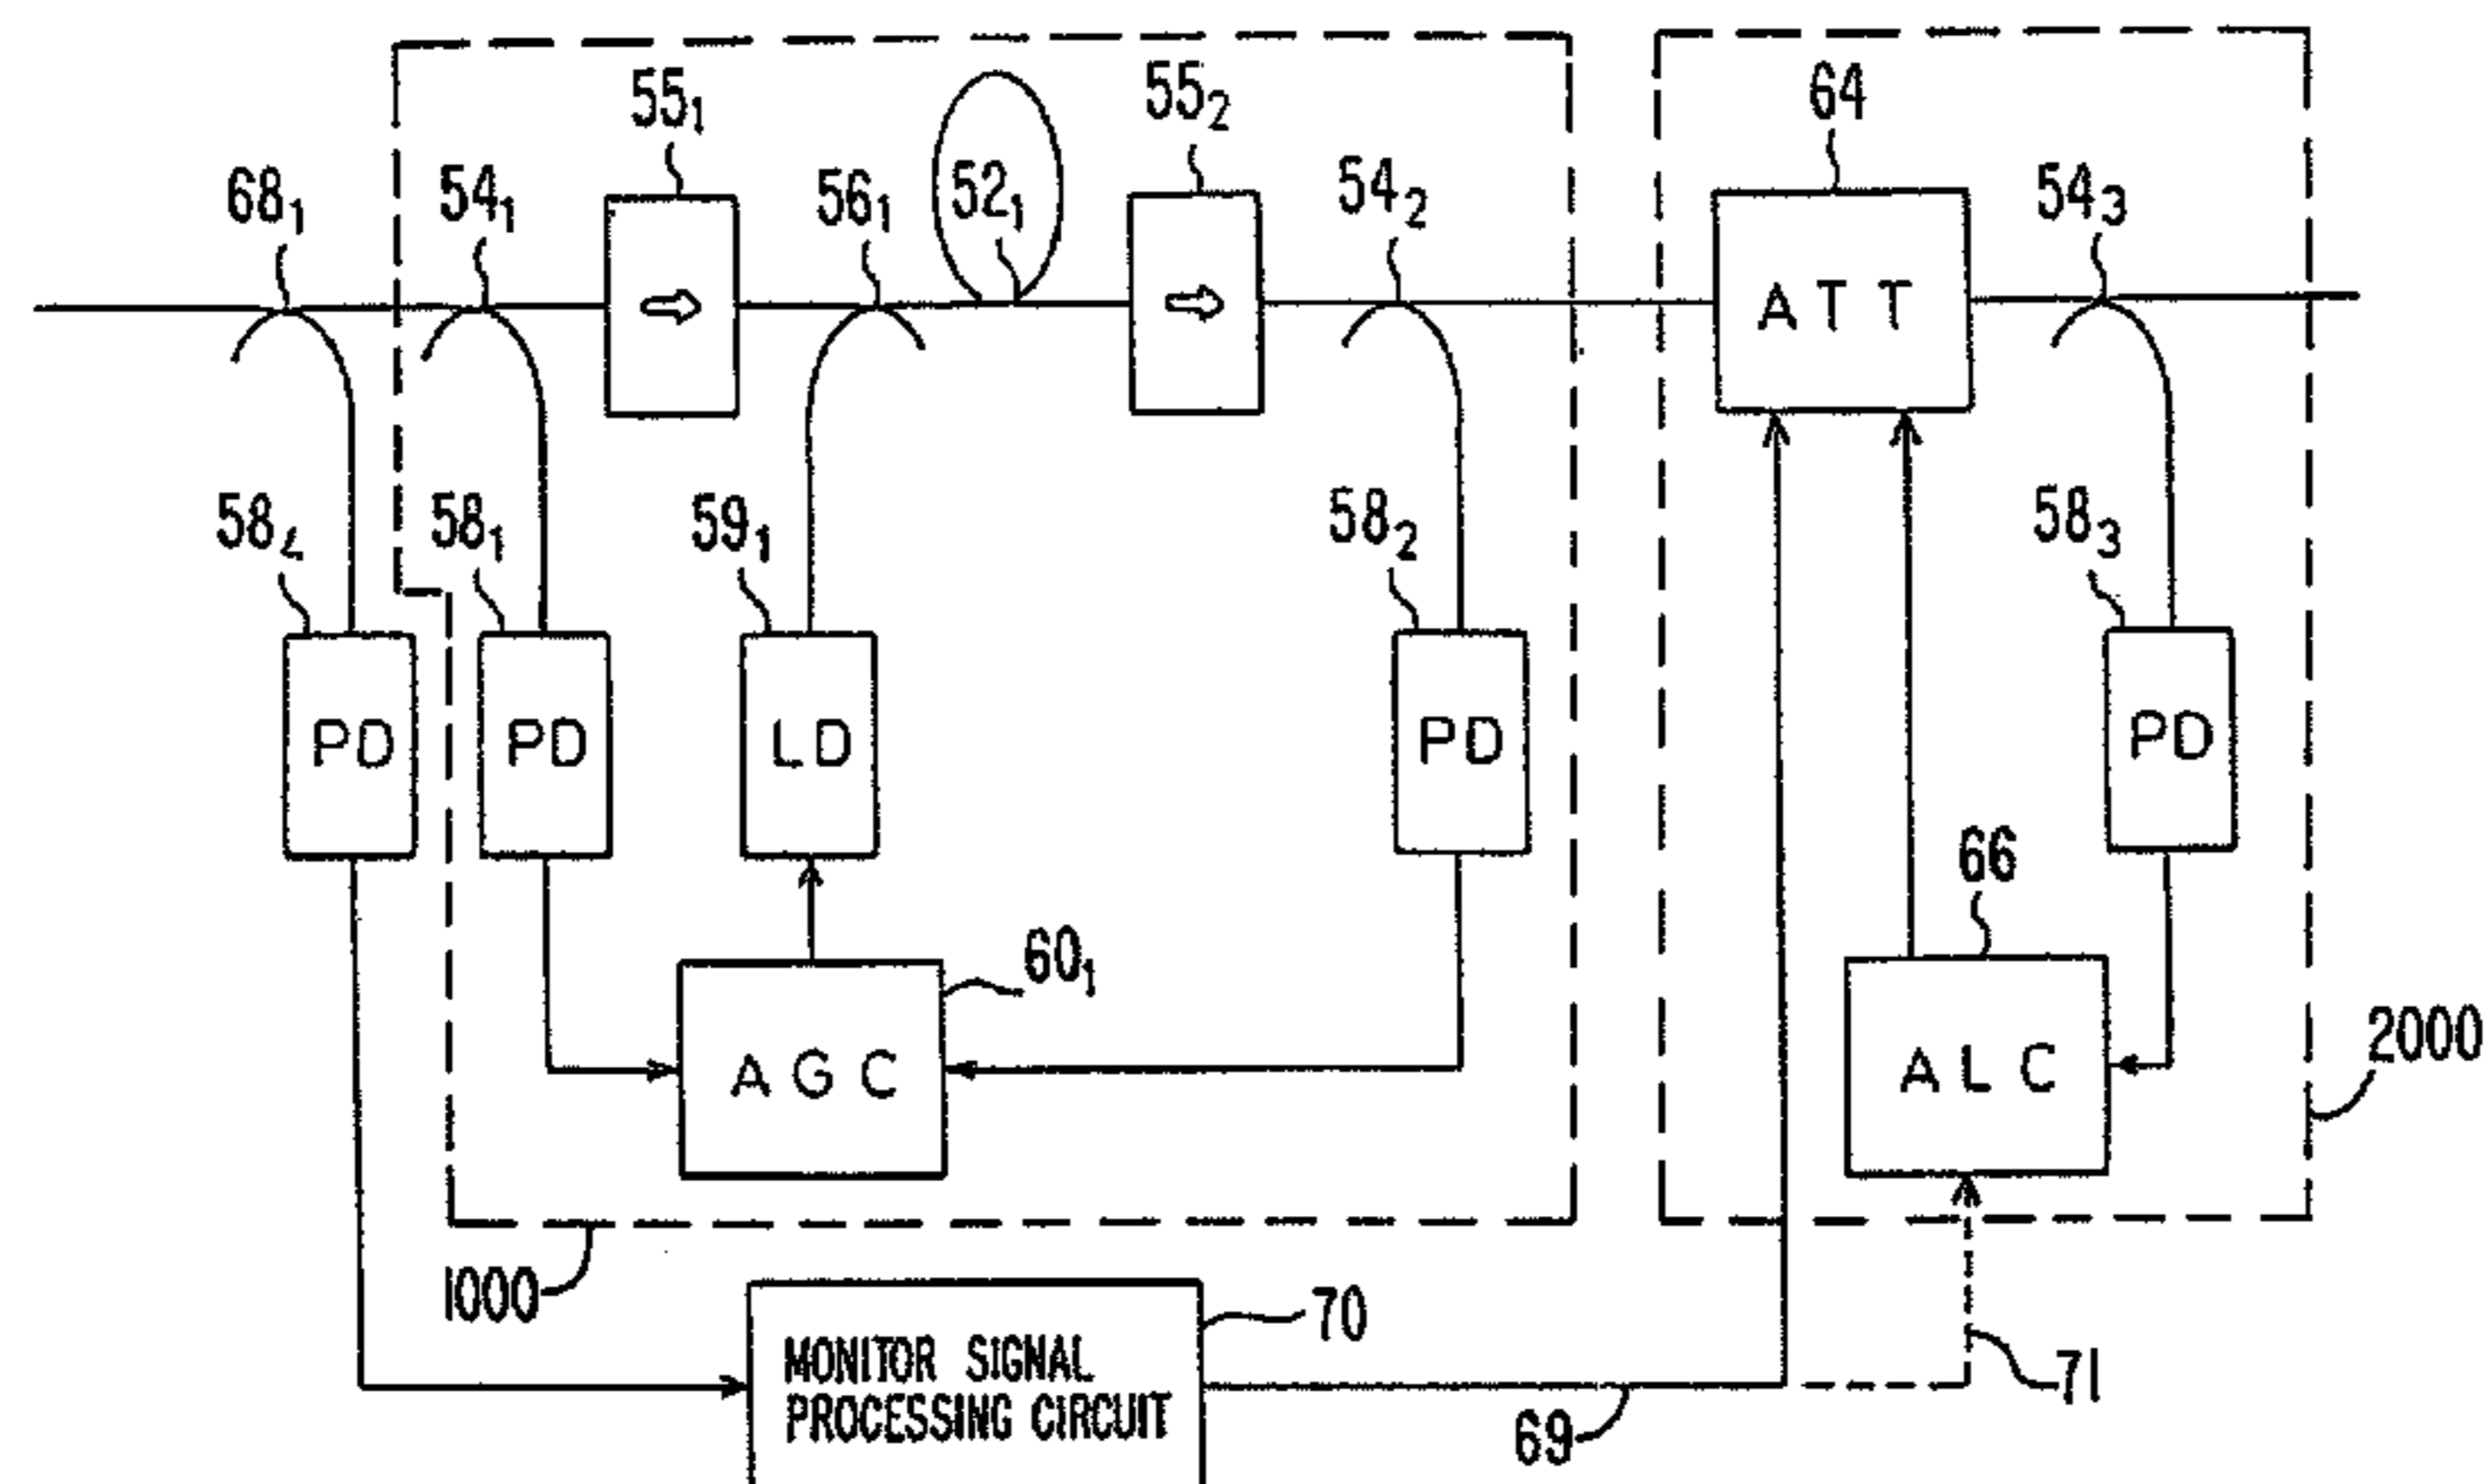 55₁
55₂
64
68₁
54₁
56₁
52₁
54₂
54₃
ATT
58₄
58₁
59₁
58₂
58₃
PD
PD
LD
PD
PD
66
60₁
AGC
ALC
2000
1000
70
MONITOR SIGNAL
PROCESSING CIRCUIT
71
69